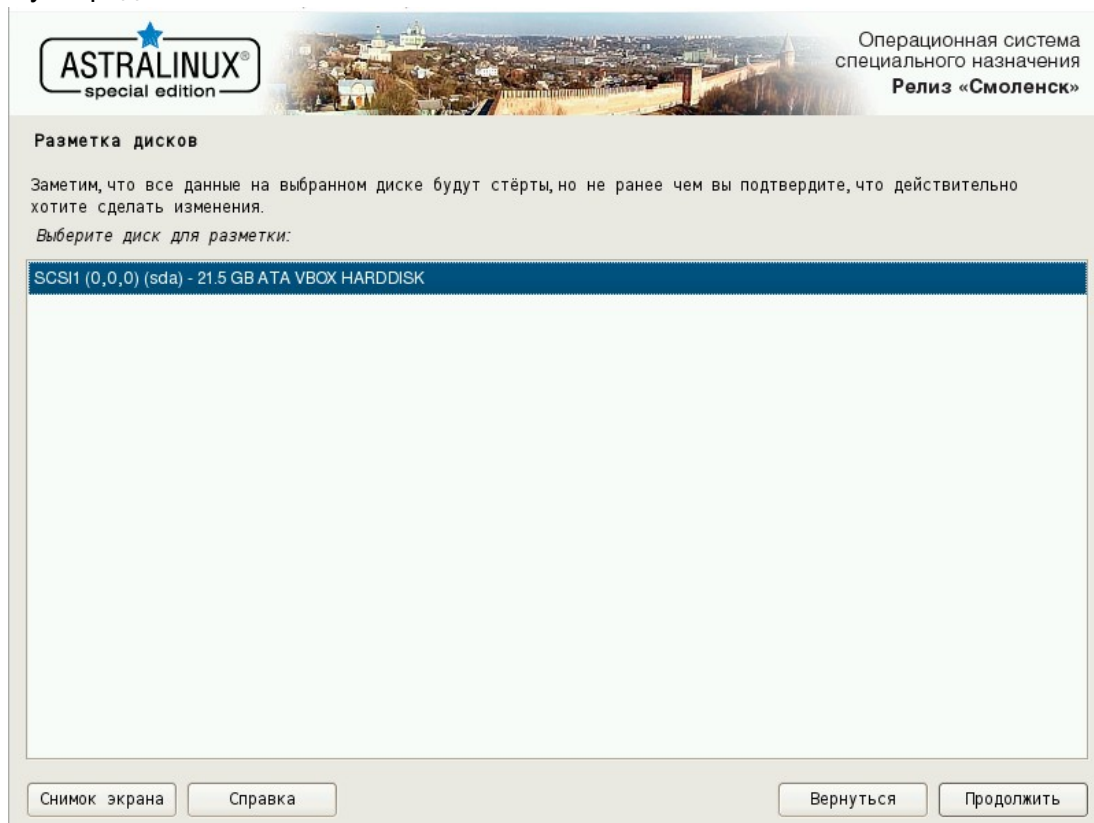 ASTRALINUX®
special edition
Операционная система
специального назначения
Релиз «Смоленск»
Разметка дисков
Заметим, что все данные на выбранном диске будут стёрты, но не ранее чем вы подтвердите, что действительно
хотите сделать изменения.
Выберите диск для разметки:
SCSI1 (0,0,0) (sda) - 21.5 GB ATA VBOX HARDDISK
Снимок экрана
Справка
Вернуться
Продолжить